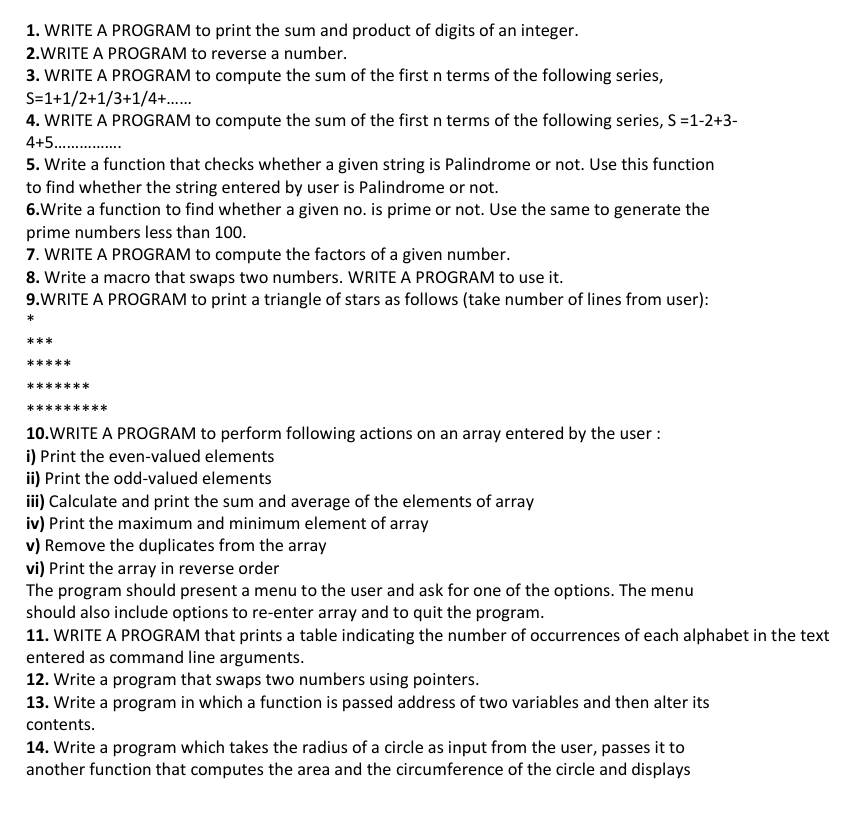 1. WRITE A PROGRAM to print the sum and product of digits of an integer.
2.WRITE A PROGRAM to reverse a number.
3. WRITE A PROGRAM to compute the sum of the first n terms of the following series,
S=1+1/2+1/3+1/4+......
4. WRITE A PROGRAM to compute the sum of the first n terms of the following series, S =1-2+3-
4+5................
5. Write a function that checks whether a given string is Palindrome or not. Use this function
to find whether the string entered by user is Palindrome or not.
6.Write a function to find whether a given no. is prime or not. Use the same to generate the
prime numbers less than 100.
7. WRITE A PROGRAM to compute the factors of a given number.
8. Write a macro that swaps two numbers. WRITE A PROGRAM to use it.
9.WRITE A PROGRAM to print a triangle of stars as follows (take number of lines from user):
*
***
*****
*******
*********
10.WRITE A PROGRAM to perform following actions on an array entered by the user :
i) Print the even-valued elements
ii) Print the odd-valued elements
iii) Calculate and print the sum and average of the elements of array
iv) Print the maximum and minimum element of array
v) Remove the duplicates from the array
vi) Print the array in reverse order
The program should present a menu to the user and ask for one of the options. The menu
should also include options to re-enter array and to quit the program.
11. WRITE A PROGRAM that prints a table indicating the number of occurrences of each alphabet in the text
entered as command line arguments.
12. Write a program that swaps two numbers using pointers.
13. Write a program in which a function is passed address of two variables and then alter its
contents.
14. Write a program which takes the radius of a circle as input from the user, passes it to
another function that computes the area and the circumference of the circle and displays